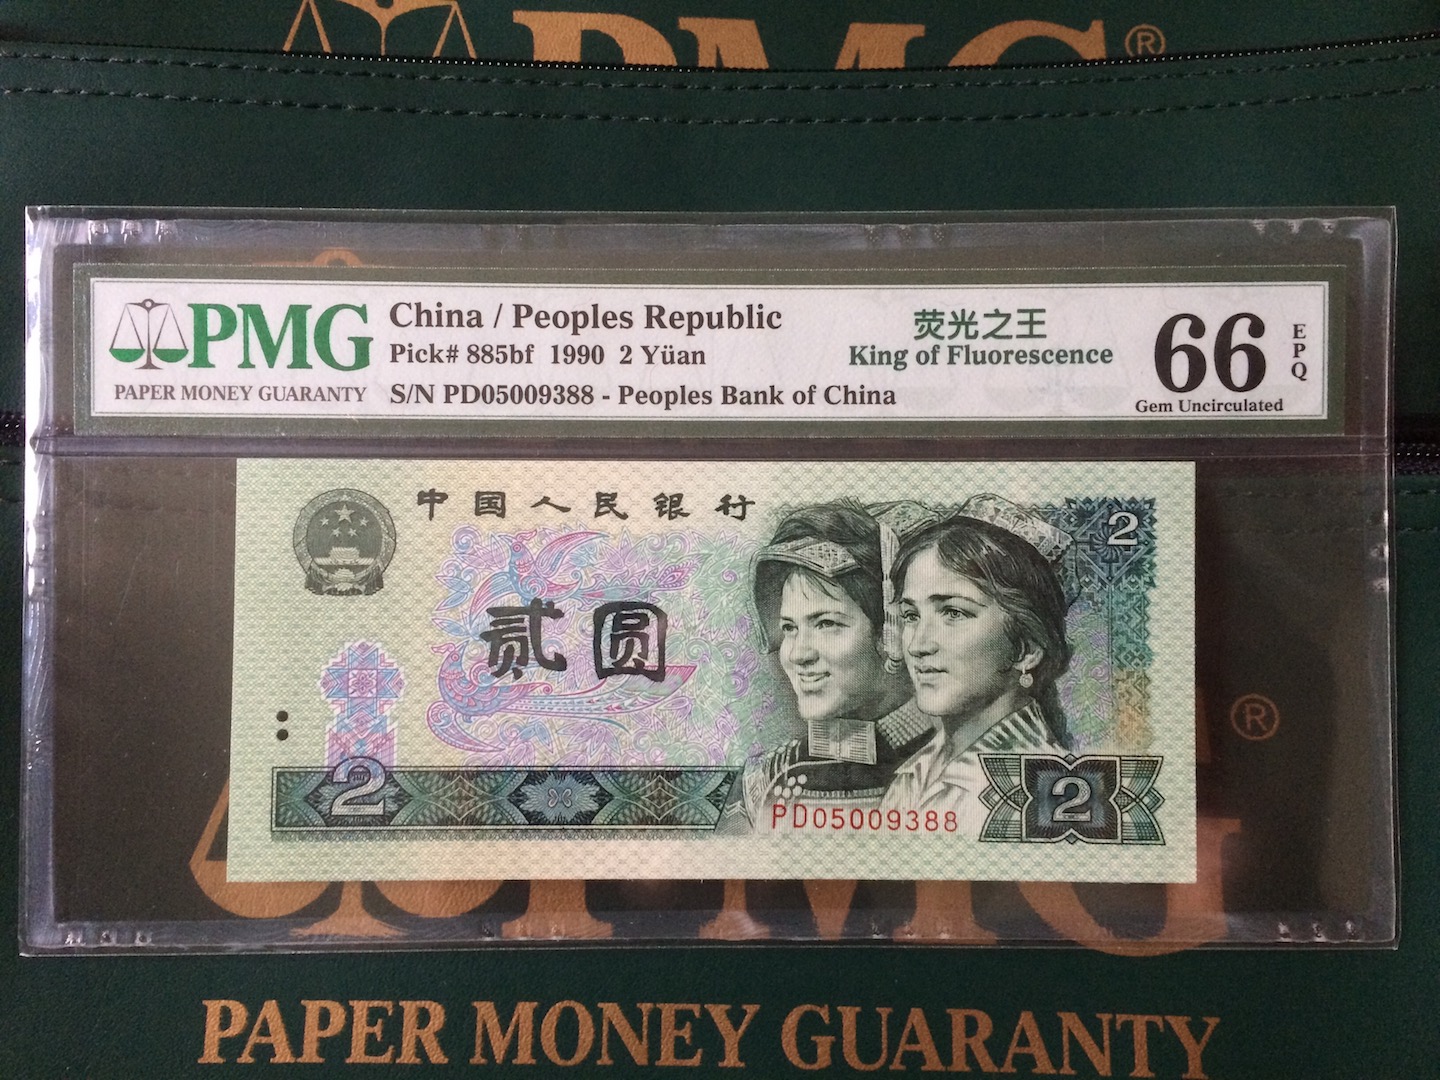 PMG ®
PMG
PAPER MONEY GUARANTY
China / Peoples Republic
Pick# 885bf 1990 2 Yüan
S/N PD05009388 - Peoples Bank of China
荧光之王
King of Fluorescence
66
EPQ
Gem Uncirculated
中国人民银行
2
贰圆
2
PD05009388
2
®
PMG
PAPER MONEY GUARANTY